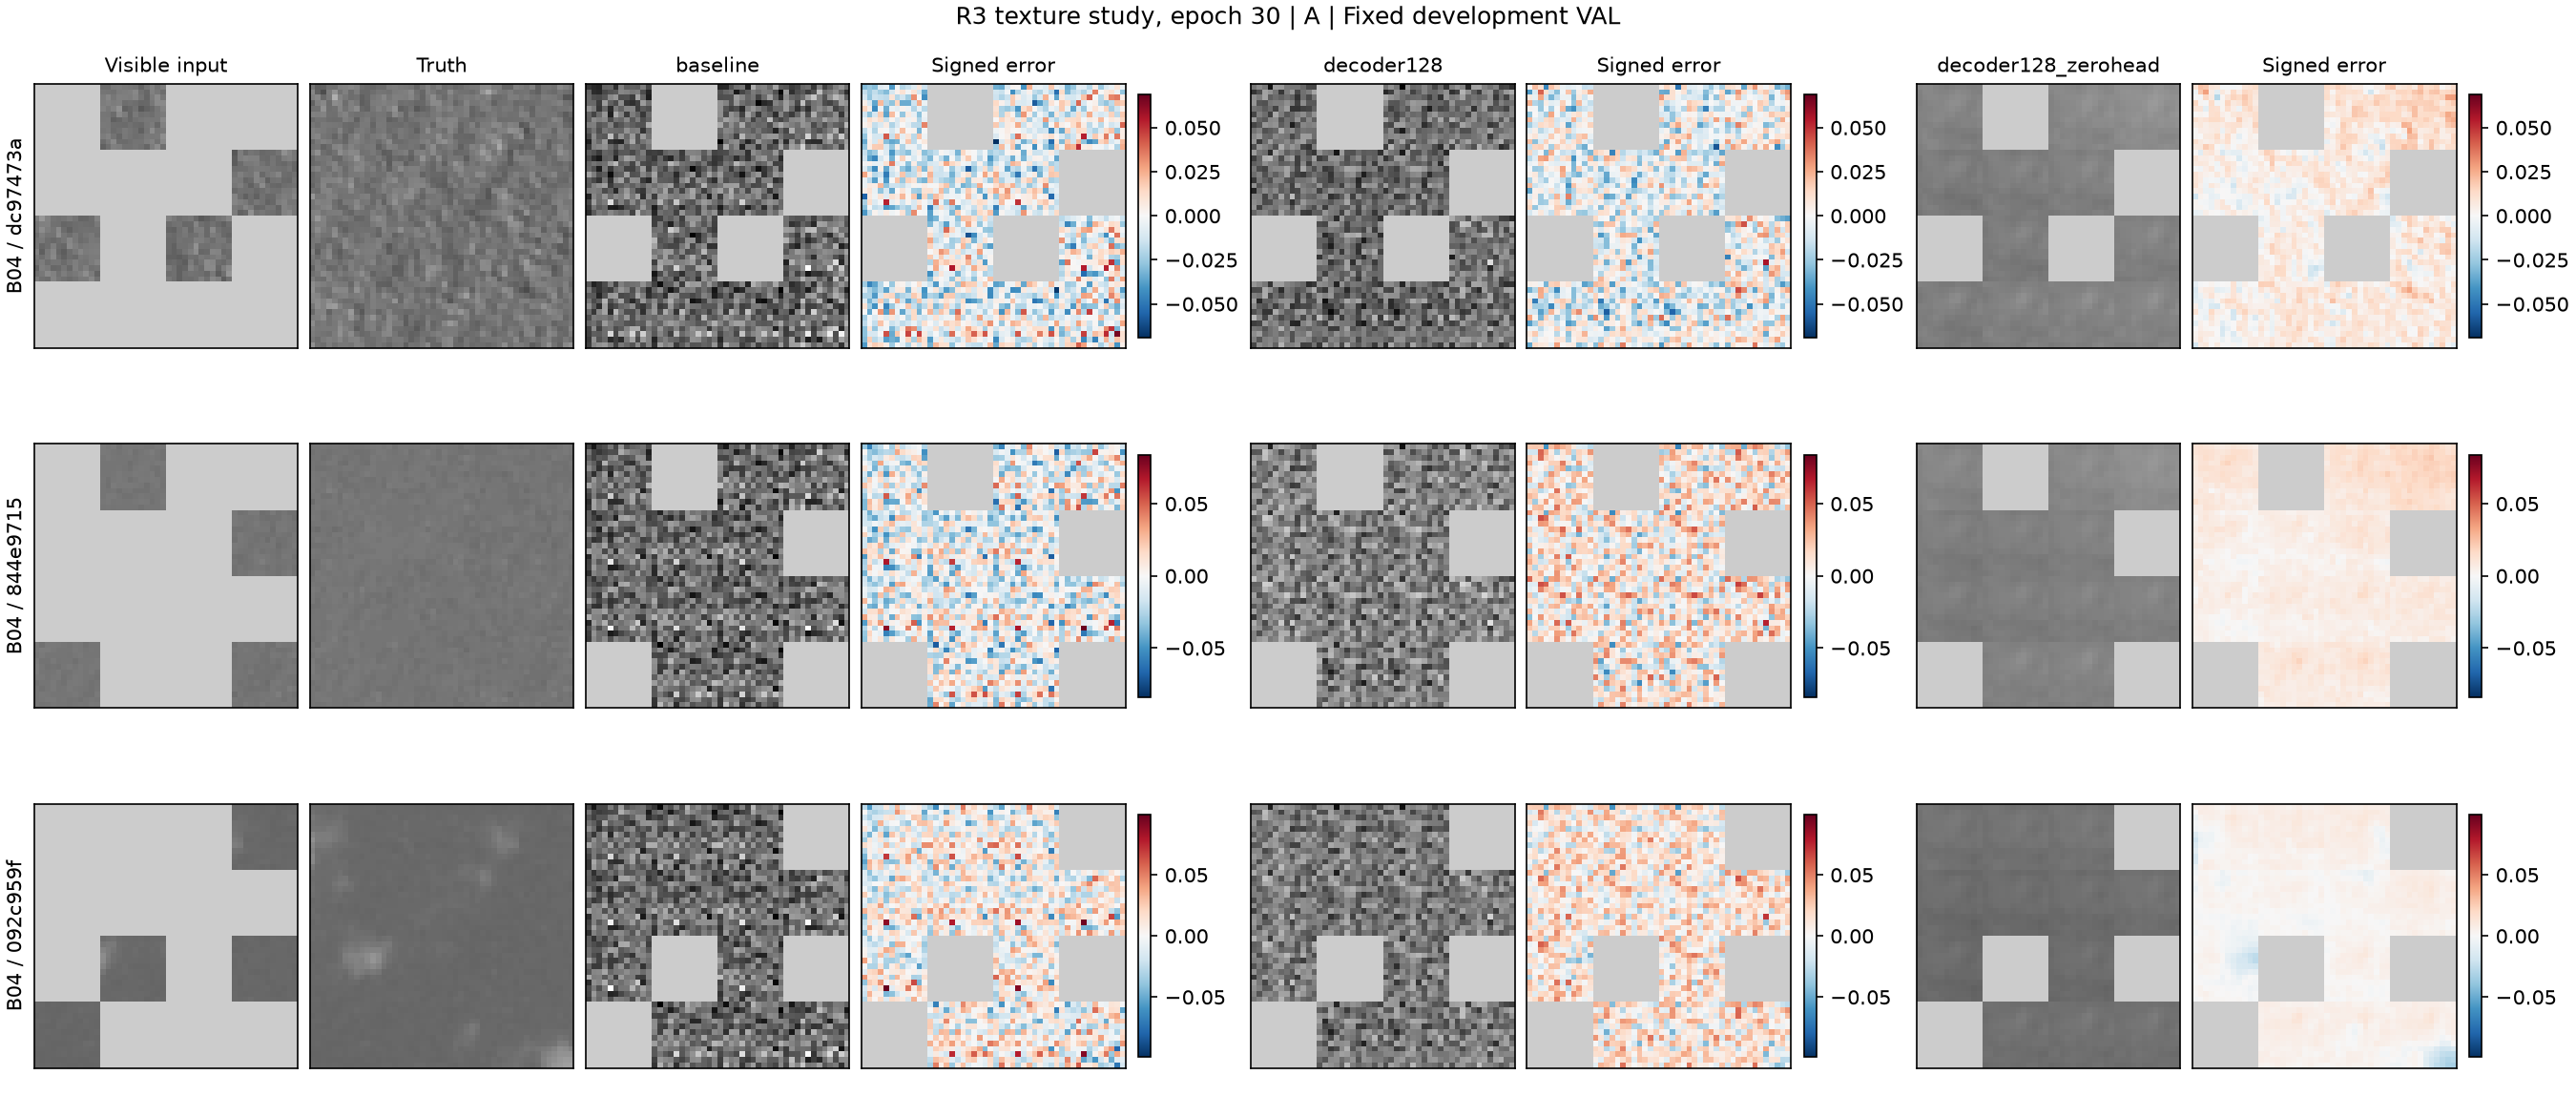 R3 texture study, epoch 30 | A | Fixed development VAL
Visible input Truth baseline Signed error decoder128 Signed error decoder128_zerohead Signed error
B04 / dc97473a
0.050 0.050 0.050
0.025 0.025 0.025
0.000 0.000 0.000
−0.025 −0.025 −0.025
−0.050 −0.050 −0.050
B04 / 844e9715
0.05 0.05 0.05
0.00 0.00 0.00
−0.05 −0.05 −0.05
B04 / 092c959f
0.05 0.05 0.05
0.00 0.00 0.00
−0.05 −0.05 −0.05